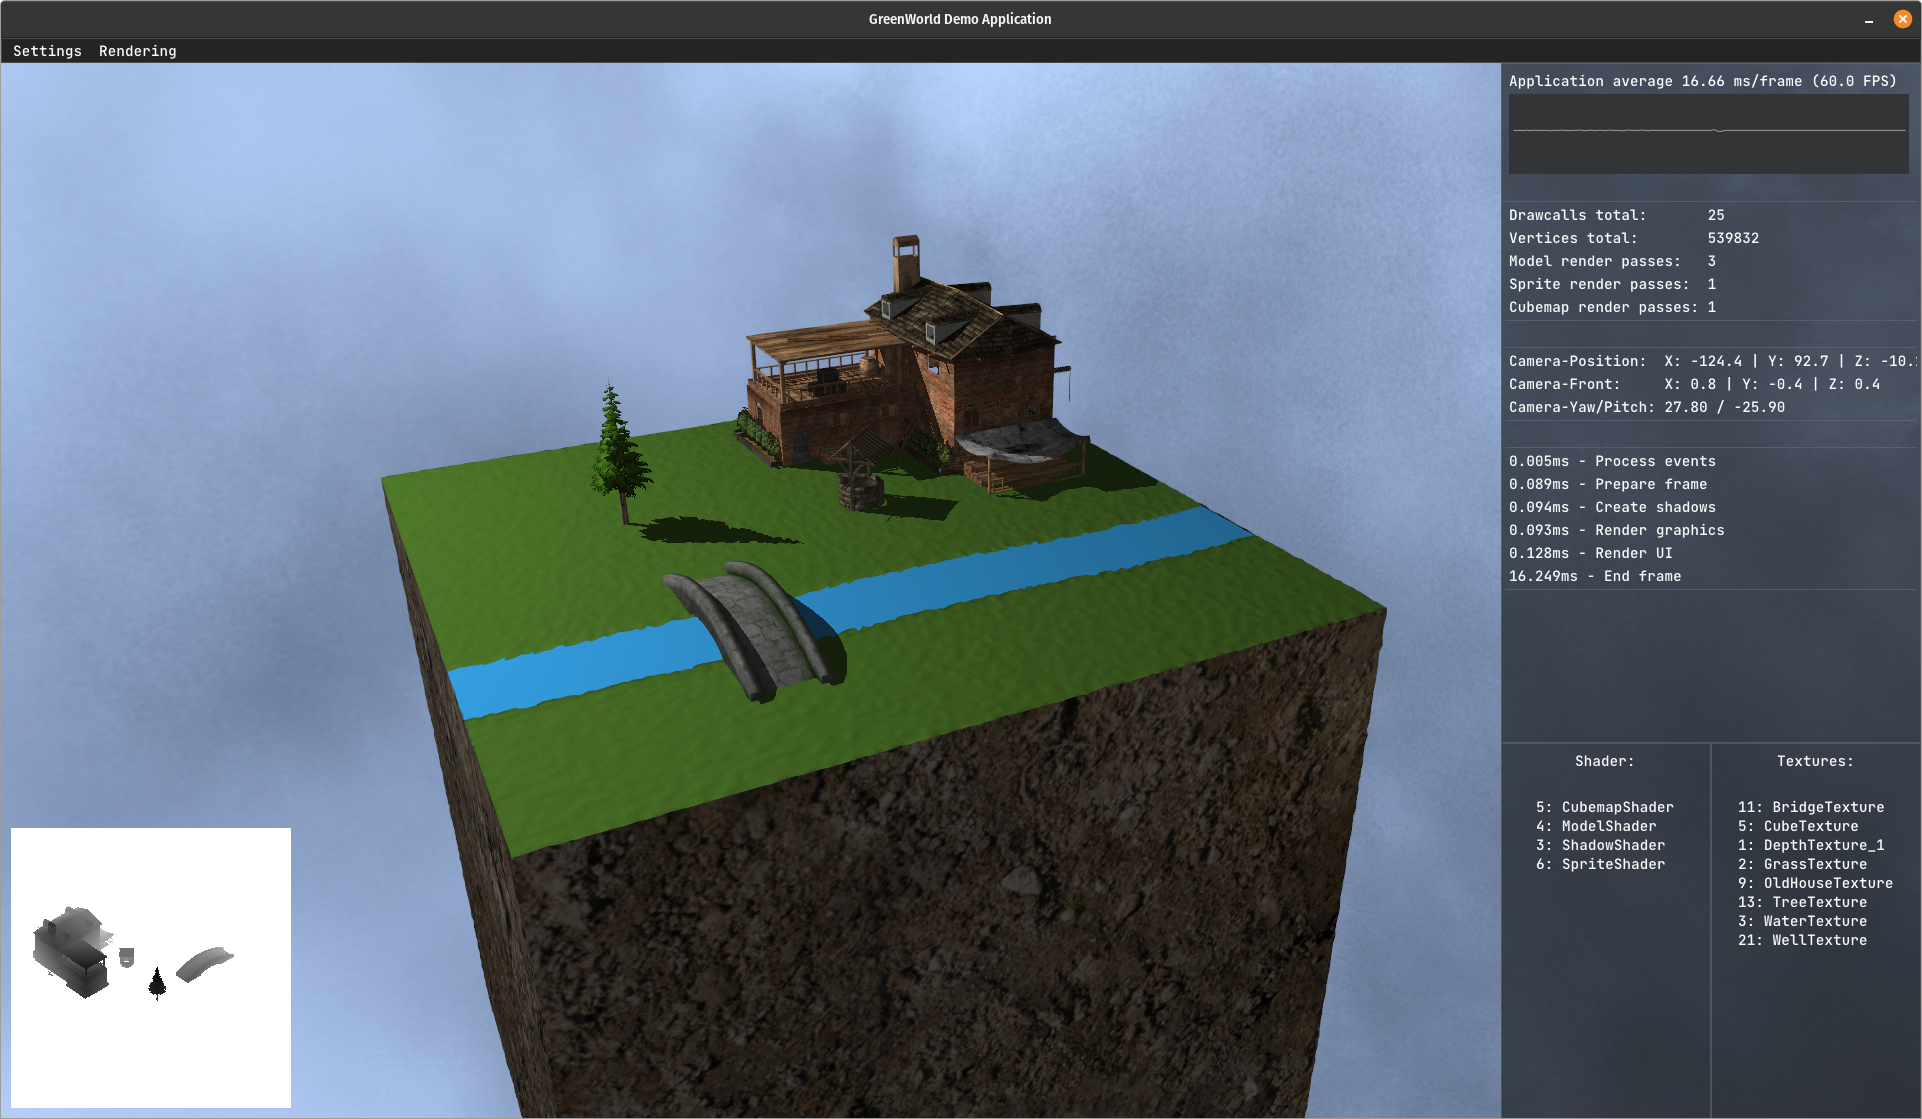 GreenWorld Demo Application
Settings Rendering
Application average 16.66 ms/frame (60.0 FPS)
Drawcalls total: 25
Vertices total: 539832
Model render passes: 3
Sprite render passes: 1
Cubemap render passes: 1
Camera-Position: X: -124.4 | Y: 92.7 | Z: -10.
Camera-Front: X: 0.8 | Y: -0.4 | Z: 0.4
Camera-Yaw/Pitch: 27.80 / -25.90
0.005ms - Process events
0.089ms - Prepare frame
0.094ms - Create shadows
0.093ms - Render graphics
0.128ms - Render UI
16.249ms - End frame
Shader:
5: CubemapShader
4: ModelShader
3: ShadowShader
6: SpriteShader
Textures:
11: BridgeTexture
5: CubeTexture
1: DepthTexture_1
2: GrassTexture
9: OldHouseTexture
13: TreeTexture
3: WaterTexture
21: WellTexture